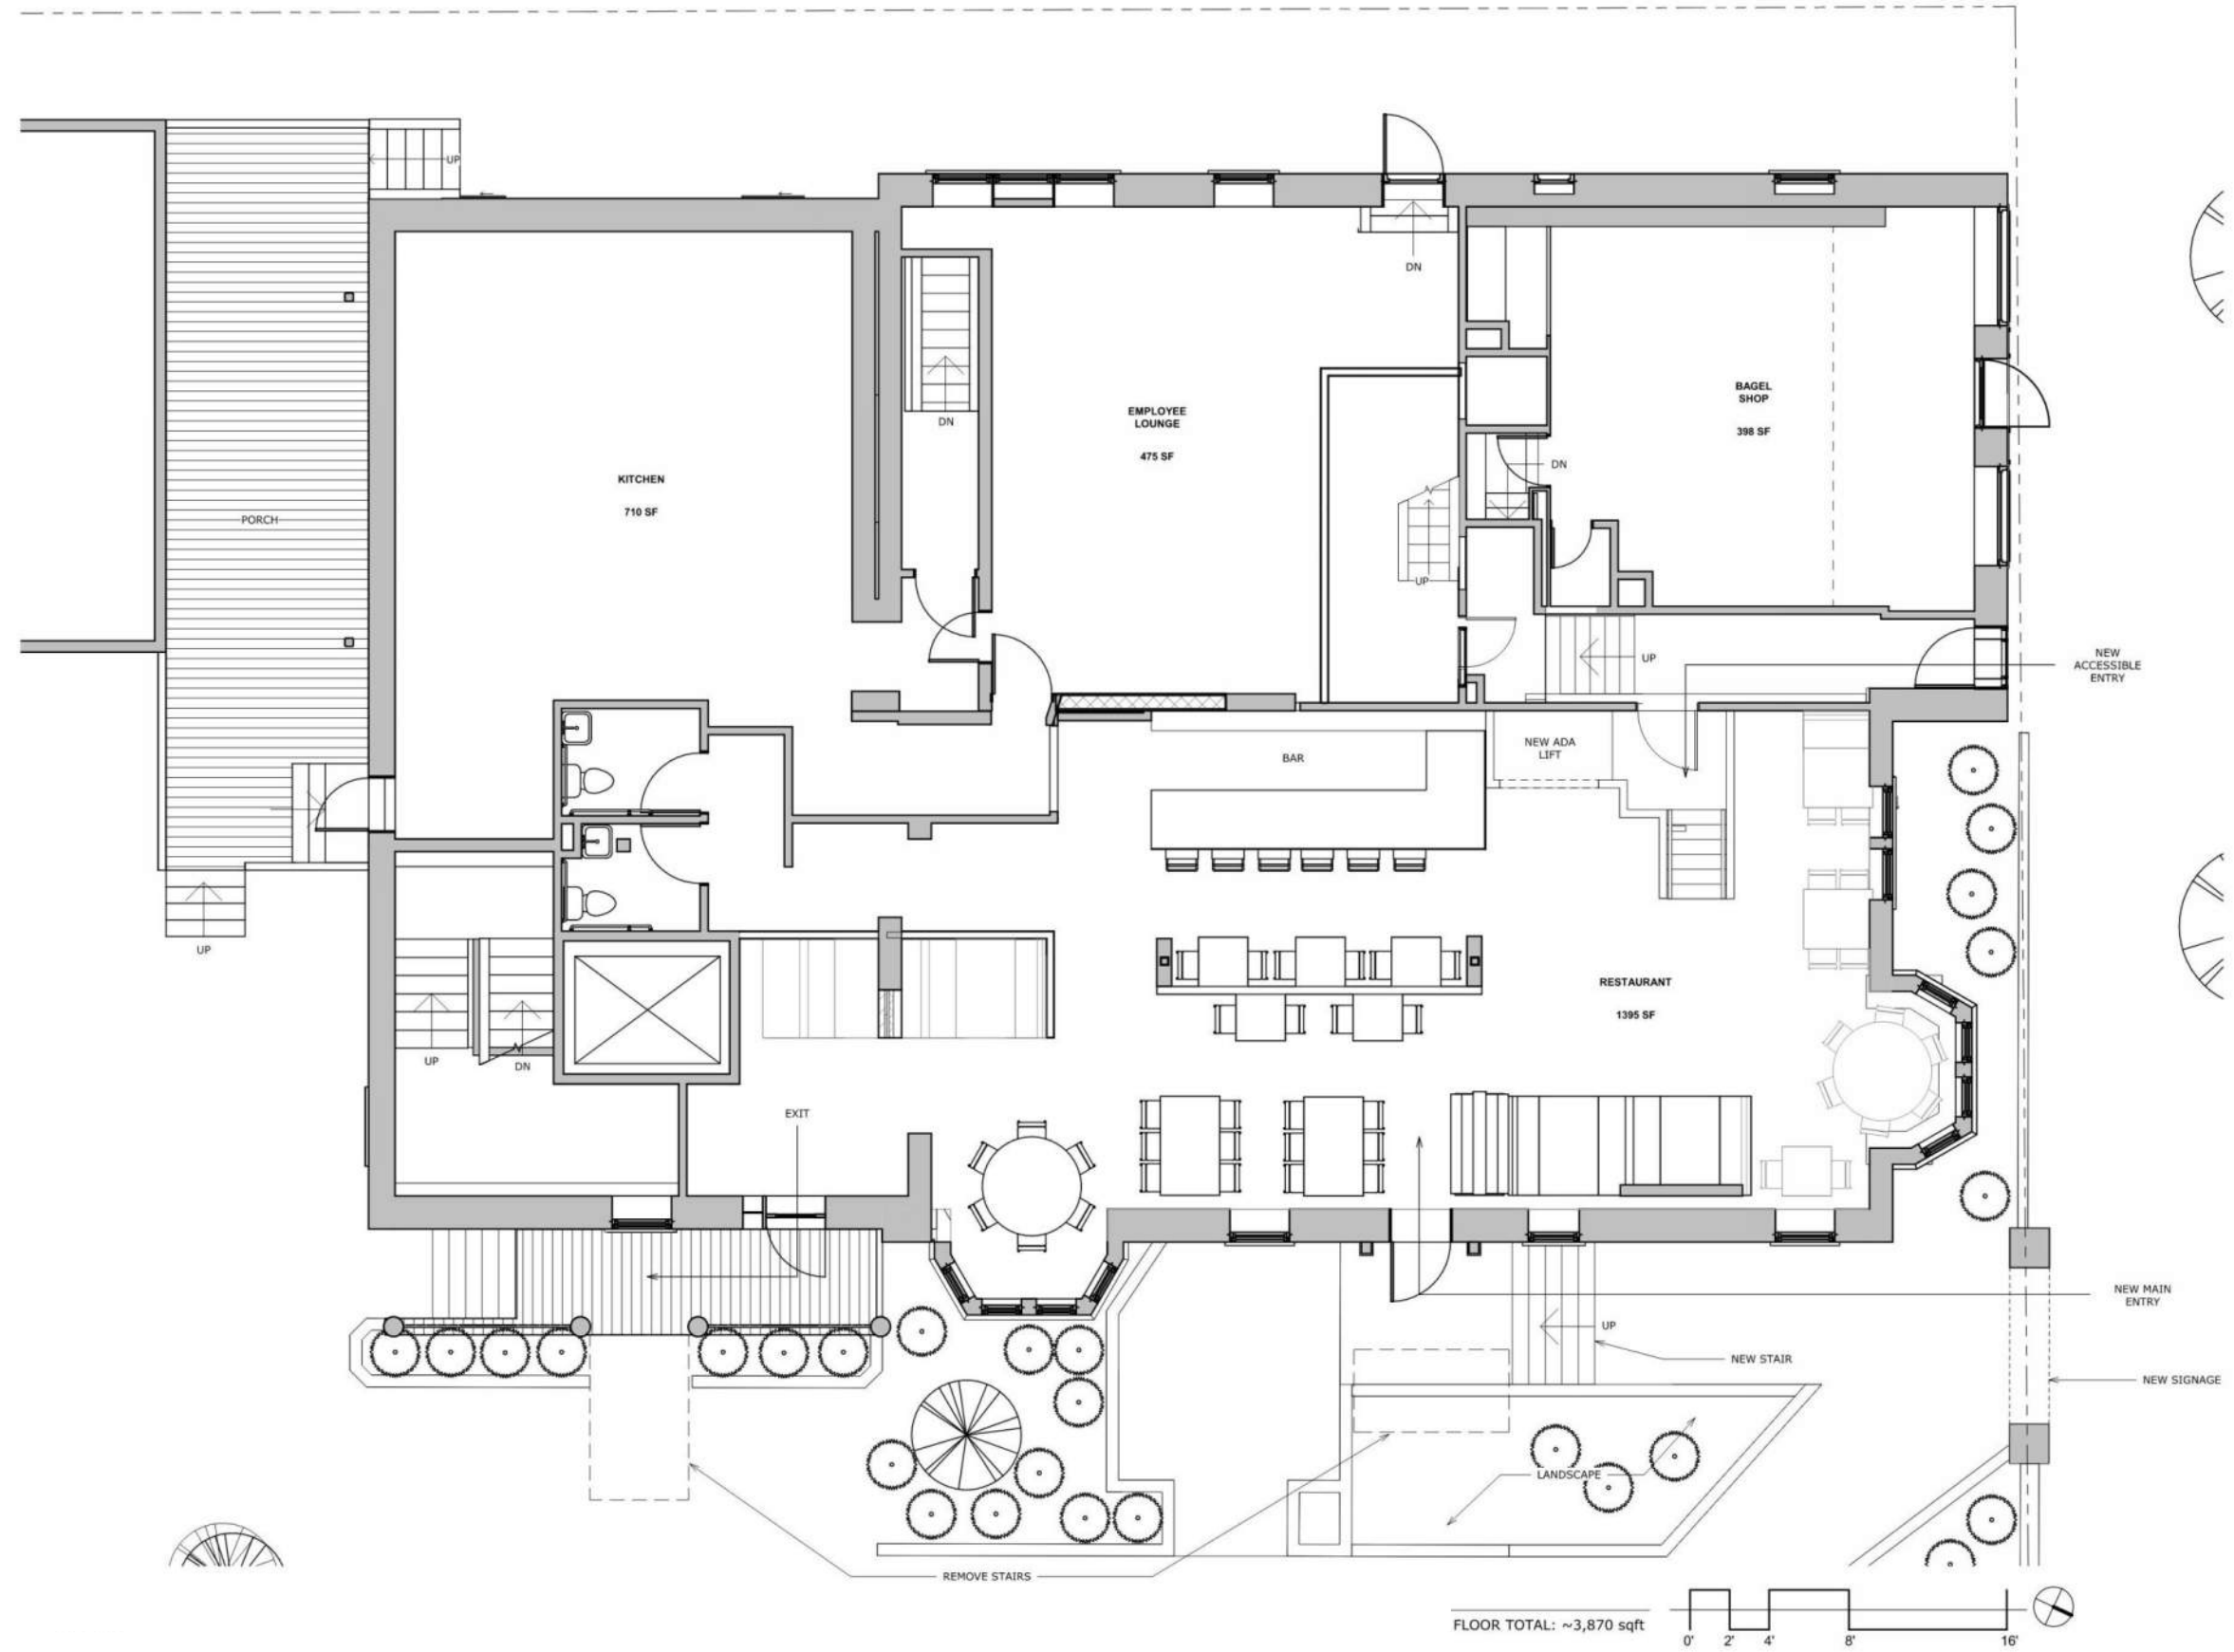 UP
DN
BAGEL
SHOP
398 SF
EMPLOYEE
LOUNGE
475 SF
DN
DN
KITCHEN
710 SF
PORCH
UP
UP
NEW
ACCESSIBLE
ENTRY
NEW ADA
LIFT
BAR
UP
RESTAURANT
1395 SF
UP
DN
EXIT
NEW MAIN
ENTRY
UP
NEW STAIR
NEW SIGNAGE
LANDSCAPE
REMOVE STAIRS
FLOOR TOTAL: ~3,870 sqft
0' 2' 4' 8' 16'